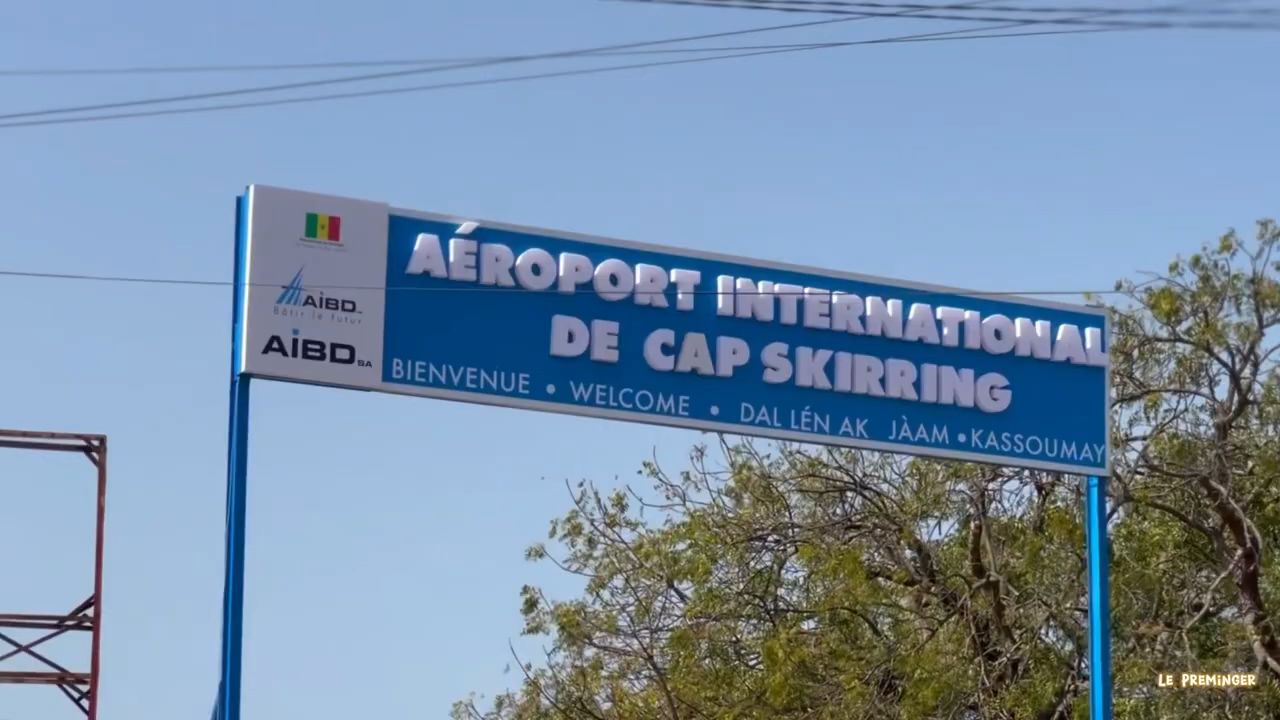 AÉROPORT INTERNATIONAL
DE CAP SKIRRING
BIENVENUE • WELCOME • DAL LÉN AK JÀAM • KASSOUMAY
AIBD
Bâtir le futur
AIBD SA
LE PREMINGER